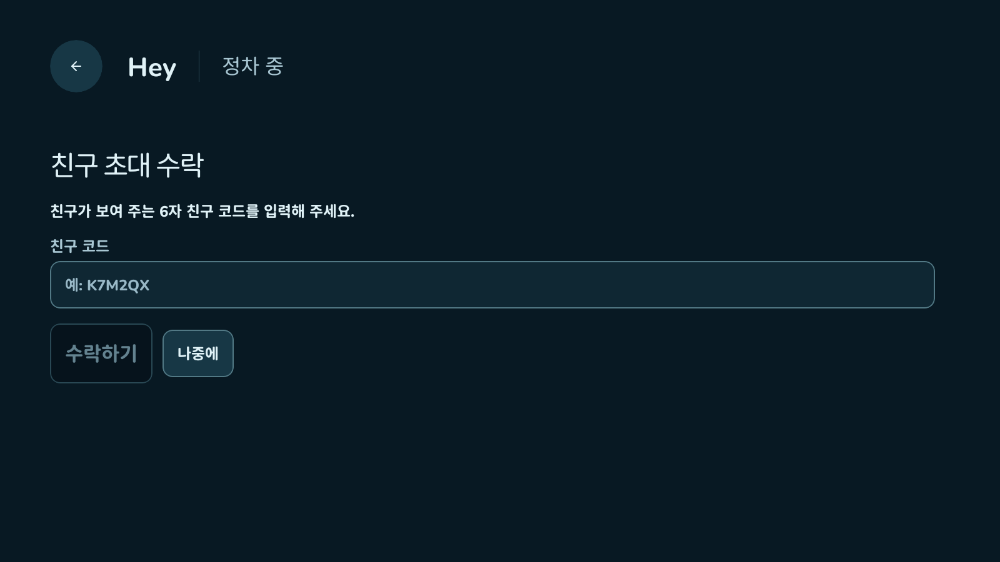 Hey
정차 중
친구 초대 수락
친구가 보여 주는 6자 친구 코드를 입력해 주세요.
친구 코드
예: K7M2QX
수락하기
나중에